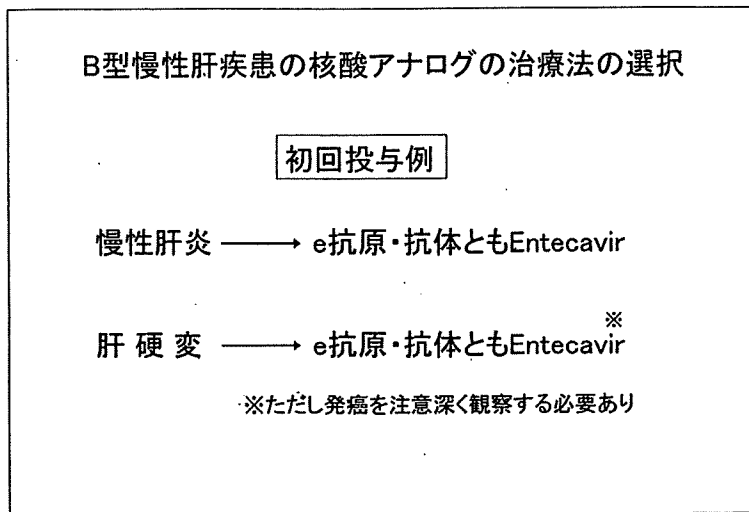 B型慢性肝疾患の核酸アナログの治療法の選択
初回投与例
慢性肝炎 → e抗原・抗体ともEntecavir
※
肝硬変 → e抗原・抗体ともEntecavir
※ただし発癌を注意深く観察する必要あり